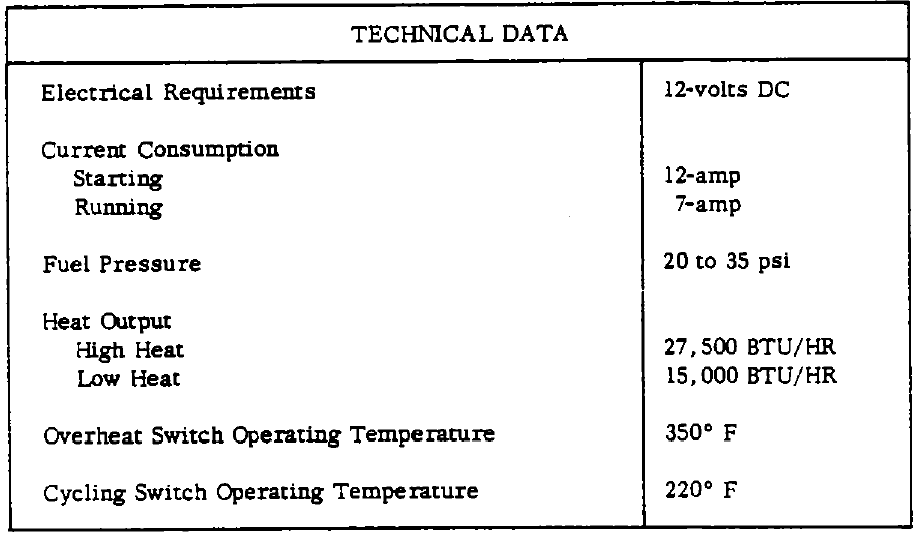 TECHNICAL DATA
Electrical Requirements 12-volts DC
Current Consumption
Starting 12-amp
Running 7-amp
Fuel Pressure 20 to 35 psi
Heat Output
High Heat 27,500 BTU/HR
Low Heat 15,000 BTU/HR
Overheat Switch Operating Temperature 350° F
Cycling Switch Operating Temperature 220° F